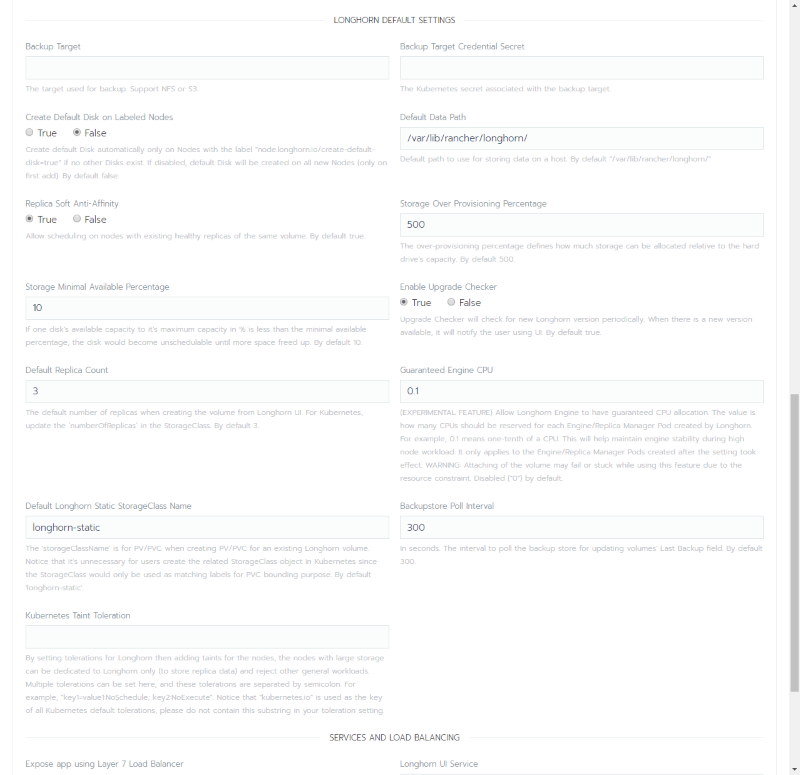 LONGHORN DEFAULT SETTINGS
Backup Target
The target used for backup. Support NFS or S3.
Backup Target Credential Secret
The Kubernetes secret associated with the backup target.
Create Default Disk on Labeled Nodes
True False
Create default Disk automatically only on Nodes with the label "node.longhorn.io/create-default-
disk=true" if no other Disks exist. If disabled, default Disk will be created on all new Nodes (only on
first add). By default false.
Default Data Path
/var/lib/rancher/longhorn/
Default path to use for storing data on a host. By default "/var/lib/rancher/longhorn/"
Replica Soft Anti-Affinity
True False
Allow scheduling on nodes with existing healthy replicas of the same volume. By default true.
Storage Over Provisioning Percentage
500
The over-provisioning percentage defines how much storage can be allocated relative to the hard
drive's capacity. By default 500.
Storage Minimal Available Percentage
10
If one disk's available capacity to it's maximum capacity in % is less than the minimal available
percentage, the disk would become unschedulable until more space freed up. By default 10.
Enable Upgrade Checker
True False
Upgrade Checker will check for new Longhorn version periodically. When there is a new version
available, it will notify the user using UI. By default true.
Default Replica Count
3
The default number of replicas when creating the volume from Longhorn UI. For Kubernetes,
update the `numberOfReplicas` in the StorageClass. By default 3.
Guaranteed Engine CPU
0.1
(EXPERIMENTAL FEATURE) Allow Longhorn Engine to have guaranteed CPU allocation. The value is
how many CPUs should be reserved for each Engine/Replica Manager Pod created by Longhorn.
For example, 0.1 means one-tenth of a CPU. This will help maintain engine stability during high
node workload. It only applies to the Engine/Replica Manager Pods created after the setting took
effect. WARNING: Attaching of the volume may fail or stuck while using this feature due to the
resource constraint. Disabled ("0") by default.
Default Longhorn Static StorageClass Name
longhorn-static
The 'storageClassName' is for PV/PVC when creating PV/PVC for an existing Longhorn volume.
Notice that it's unnecessary for users create the related StorageClass object in Kubernetes since
the StorageClass would only be used as matching labels for PVC bounding purpose. By default
'longhorn-static'.
Backupstore Poll Interval
300
In seconds. The interval to poll the backup store for updating volumes' Last Backup field. By default
300.
Kubernetes Taint Toleration
By setting tolerations for Longhorn then adding taints for the nodes, the nodes with large storage
can be dedicated to Longhorn only (to store replica data) and reject other general workloads.
Multiple tolerations can be set here, and these tolerations are separated by semicolon. For
example, "key1=value1:NoSchedule; key2:NoExecute". Notice that "kubernetes.io" is used as the key
of all Kubernetes default tolerations, please do not contain this substring in your toleration setting.
SERVICES AND LOAD BALANCING
Expose app using Layer 7 Load Balancer
Longhorn UI Service